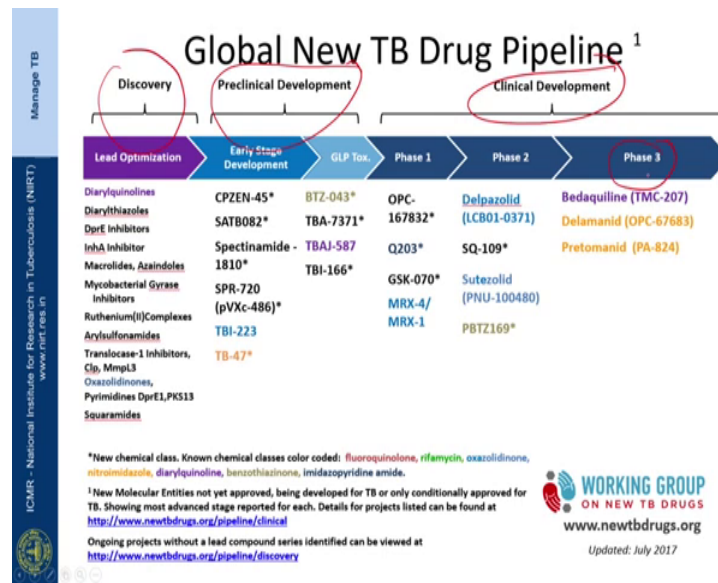 Manage TB
ICMR - National Institute for Research in Tuberculosis (NIRT)
www.nirt.res.in
Global New TB Drug Pipeline 1
Discovery
Preclinical Development
Clinical Development
Lead Optimization
Early Stage
Development
GLP Tox.
Phase 1
Phase 2
Phase 3
Diarylquinolines
Diarylthiazoles
DprE Inhibitors
InhA Inhibitor
Macrolides, Azaindoles
Mycobacterial Gyrase
Inhibitors
Ruthenium(II)Complexes
Arylsulfonamides
Translocase-1 Inhibitors,
Clp, MmpL3
Oxazolidinones,
Pyrimidines DprE1,PKS13
Squaramides
CPZEN-45*
SATB082*
Spectinamide -
1810*
SPR-720
(pVXc-486)*
TBI-223
TB-47*
BTZ-043*
TBA-7371*
TBAJ-587
TBI-166*
OPC-
167832*
Q203*
GSK-070*
MRX-4/
MRX-1
Delpazolid
(LCB01-0371)
SQ-109*
Sutezolid
(PNU-100480)
PBTZ169*
Bedaquiline (TMC-207)
Delamanid (OPC-67683)
Pretomanid (PA-824)
*New chemical class. Known chemical classes color coded: fluoroquinolone, rifamycin, oxazolidinone,
nitroimidazole, diarylquinoline, benzothiazinone, imidazopyridine amide.
1 New Molecular Entities not yet approved, being developed for TB or only conditionally approved for
TB. Showing most advanced stage reported for each. Details for projects listed can be found at
http://www.newtbdrugs.org/pipeline/clinical
Ongoing projects without a lead compound series identified can be viewed at
http://www.newtbdrugs.org/pipeline/discovery
WORKING GROUP
ON NEW TB DRUGS
www.newtbdrugs.org
Updated: July 2017